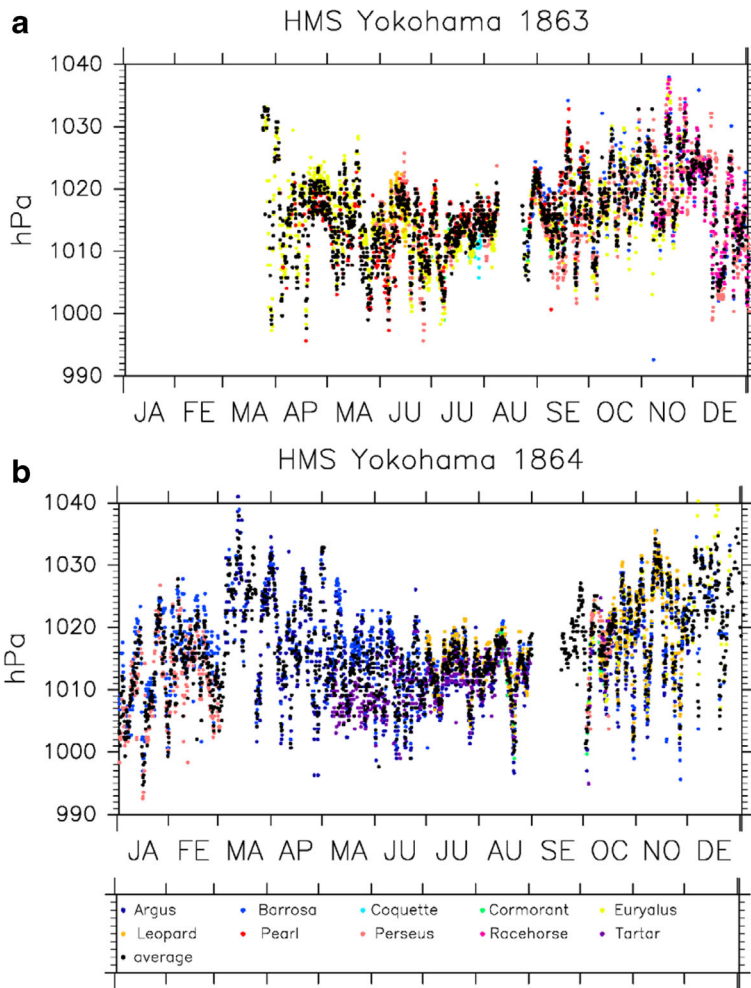 a
HMS Yokohama 1863
1040
1030
1020
1010
1000
990
hPa
JA FE MA AP MA JU JU AU SE OC NO DE
b
HMS Yokohama 1864
1040
1030
1020
1010
1000
990
hPa
JA FE MA AP MA JU JU AU SE OC NO DE
Argus Barrosa Coquette Cormorant Euryalus
Leopard Pearl Perseus Racehorse Tartar
average